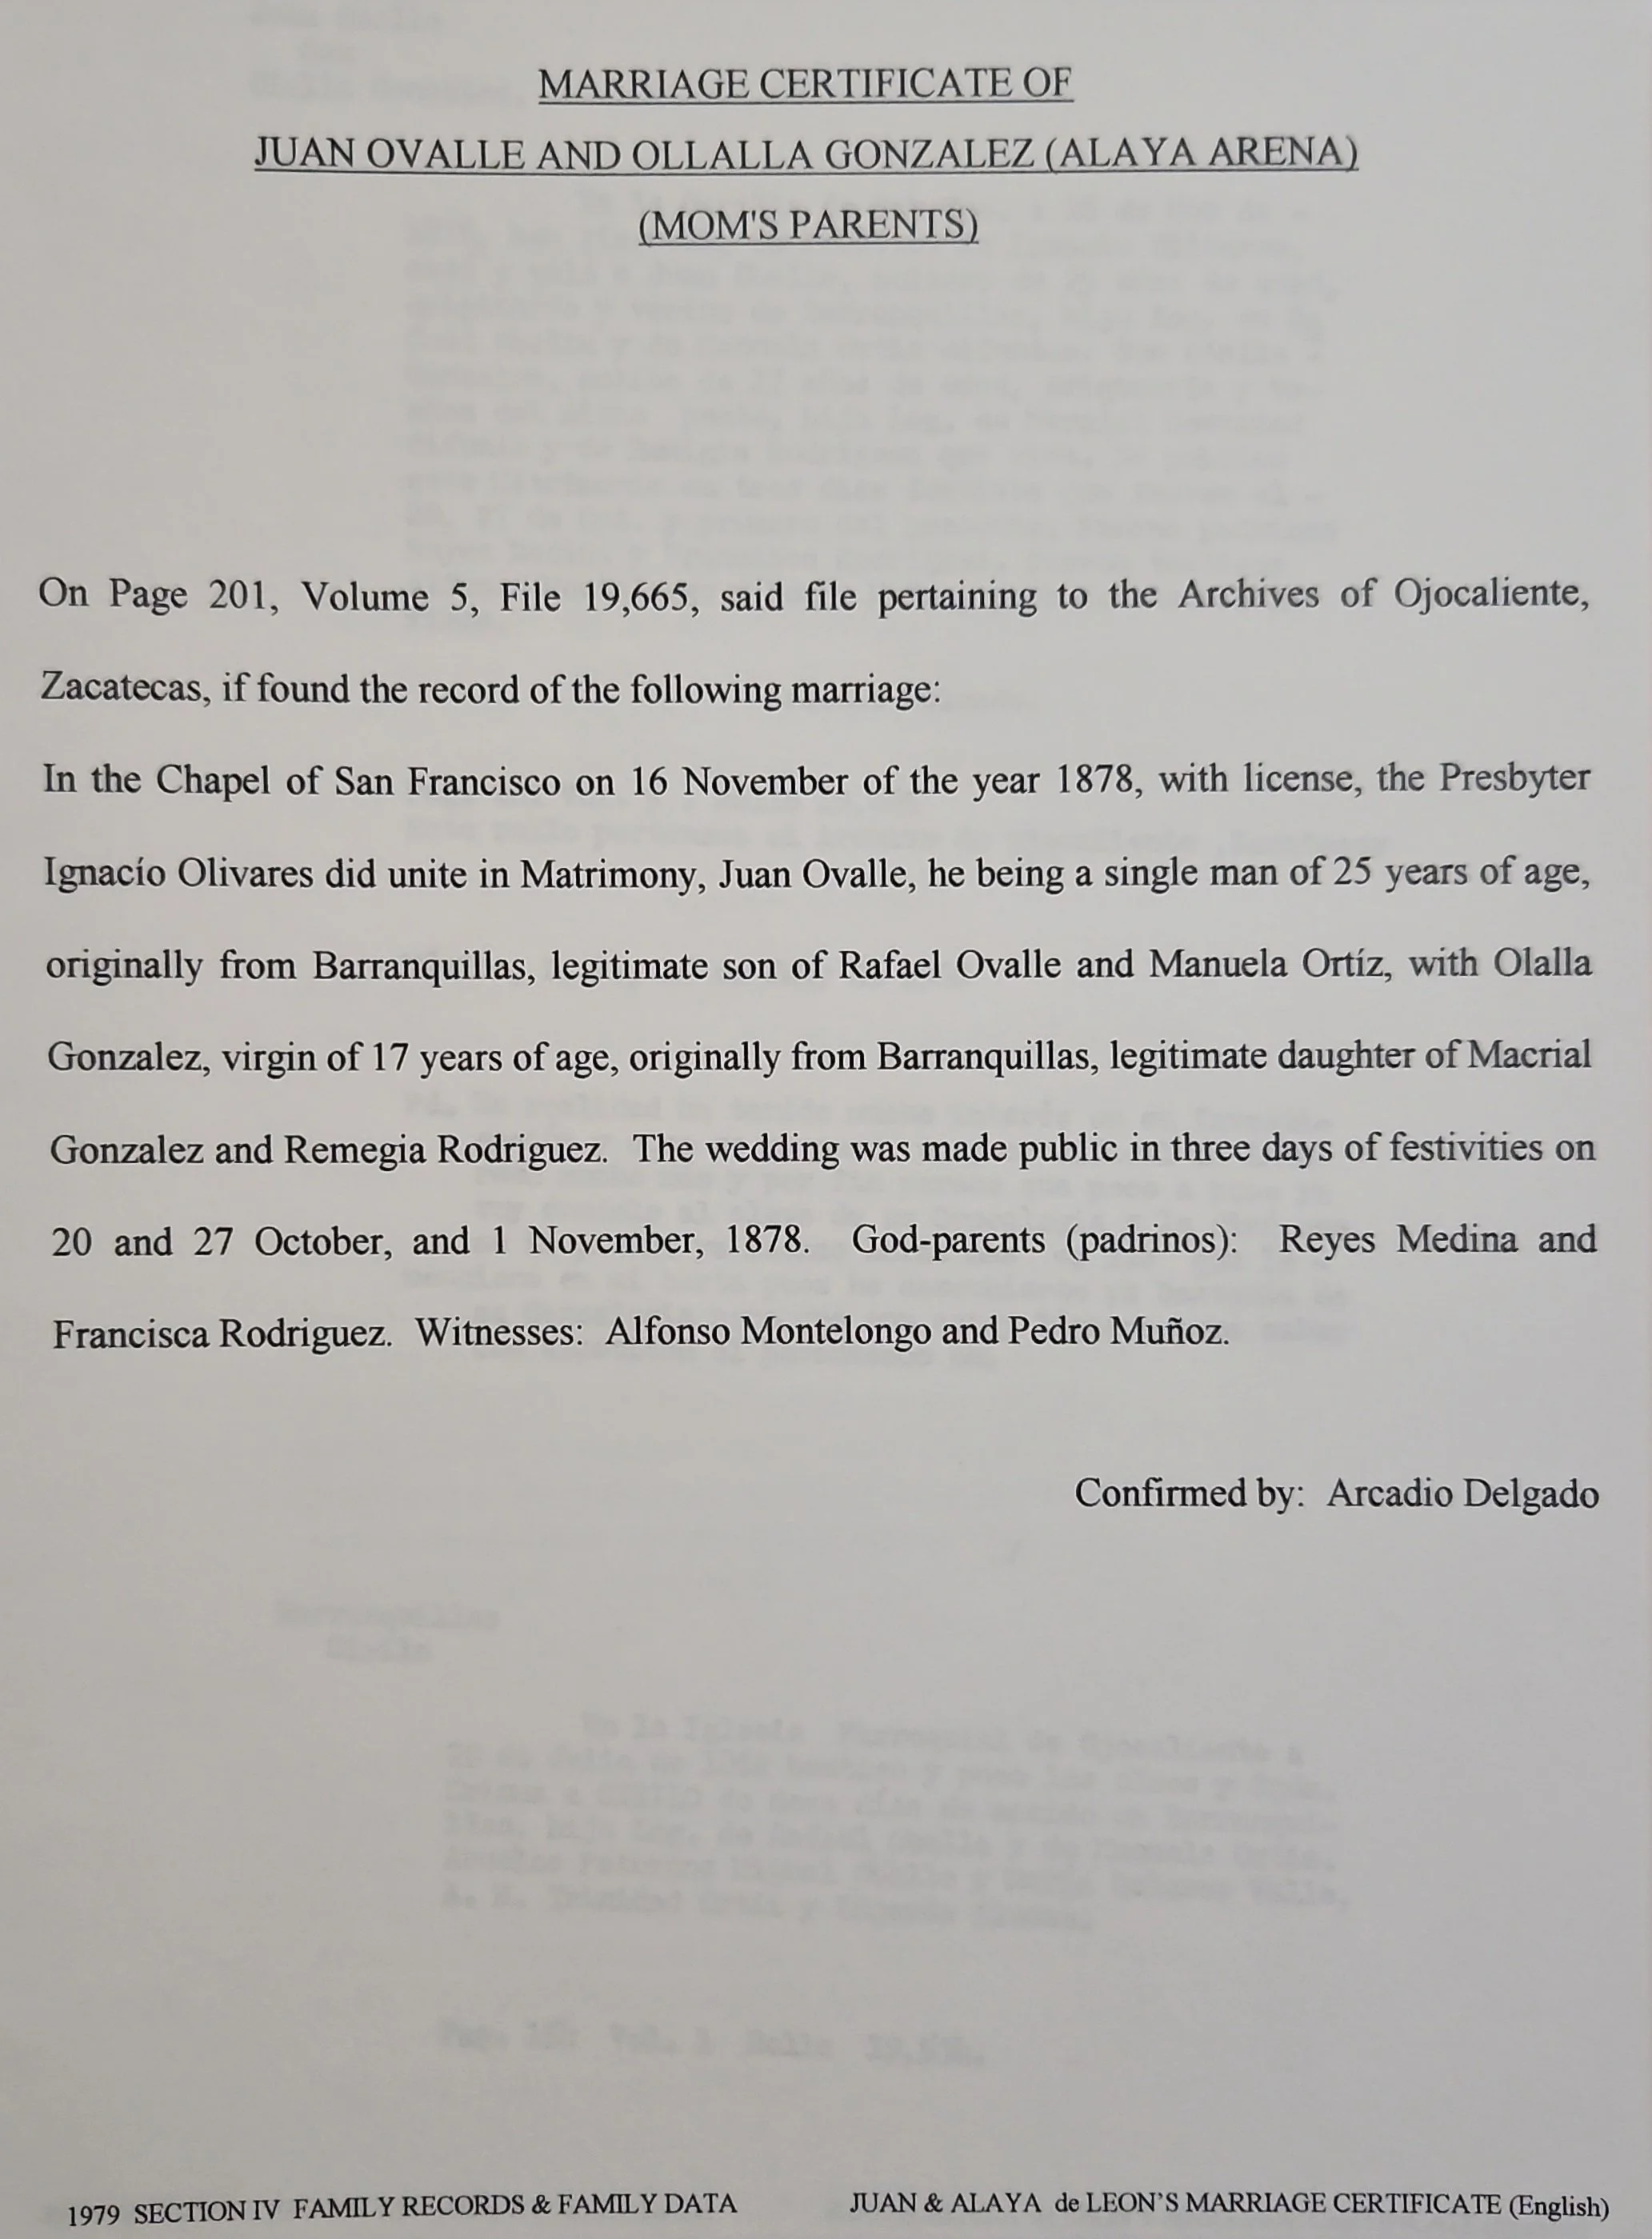 MARRIAGE CERTIFICATE OF
JUAN OVALLE AND OLLALLA GONZALEZ (ALAYA ARENA)
(MOM'S PARENTS)
On Page 201, Volume 5, File 19,665, said file pertaining to the Archives of Ojocaliente,
Zacatecas, if found the record of the following marriage:
In the Chapel of San Francisco on 16 November of the year 1878, with license, the Presbyter
Ignacío Olivares did unite in Matrimony, Juan Ovalle, he being a single man of 25 years of age,
originally from Barranquillas, legitimate son of Rafael Ovalle and Manuela Ortíz, with Olalla
Gonzalez, virgin of 17 years of age, originally from Barranquillas, legitimate daughter of Macrial
Gonzalez and Remegia Rodriguez. The wedding was made public in three days of festivities on
20 and 27 October, and 1 November, 1878. God-parents (padrinos): Reyes Medina and
Francisca Rodriguez. Witnesses: Alfonso Montelongo and Pedro Muñoz.
Confirmed by: Arcadio Delgado
1979 SECTION IV FAMILY RECORDS & FAMILY DATA JUAN & ALAYA de LEON'S MARRIAGE CERTIFICATE (English)